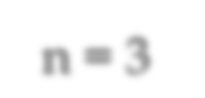 n = 3